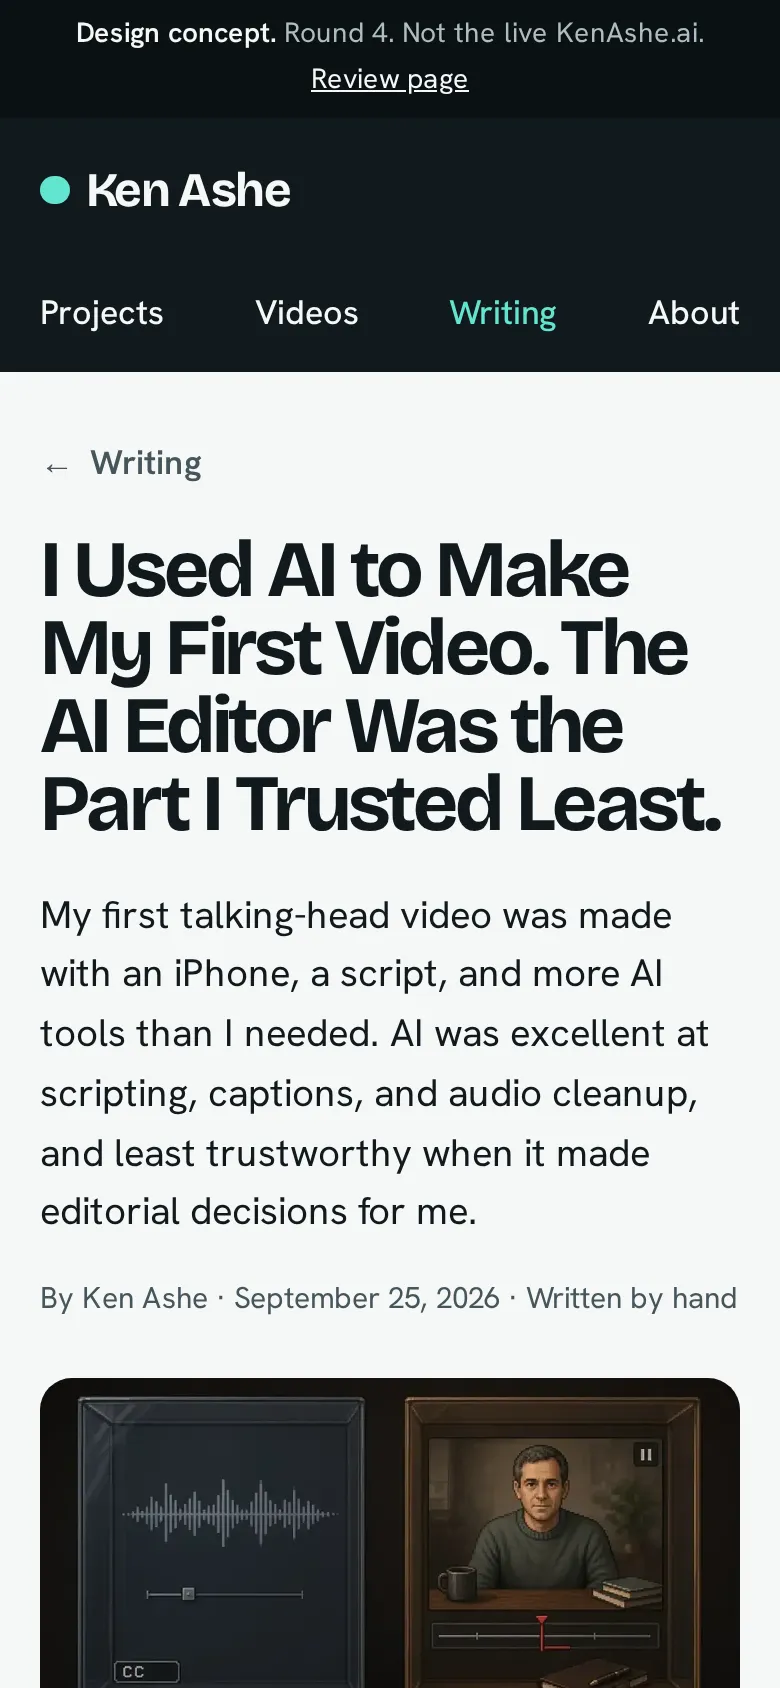 Design concept. Round 4. Not the live KenAshe.ai.
Review page
Ken Ashe
Projects Videos Writing About
← Writing
I Used AI to Make
My First Video. The
AI Editor Was the
Part I Trusted Least.
My first talking-head video was made
with an iPhone, a script, and more AI
tools than I needed. AI was excellent at
scripting, captions, and audio cleanup,
and least trustworthy when it made
editorial decisions for me.
By Ken Ashe · September 25, 2026 · Written by hand
CC